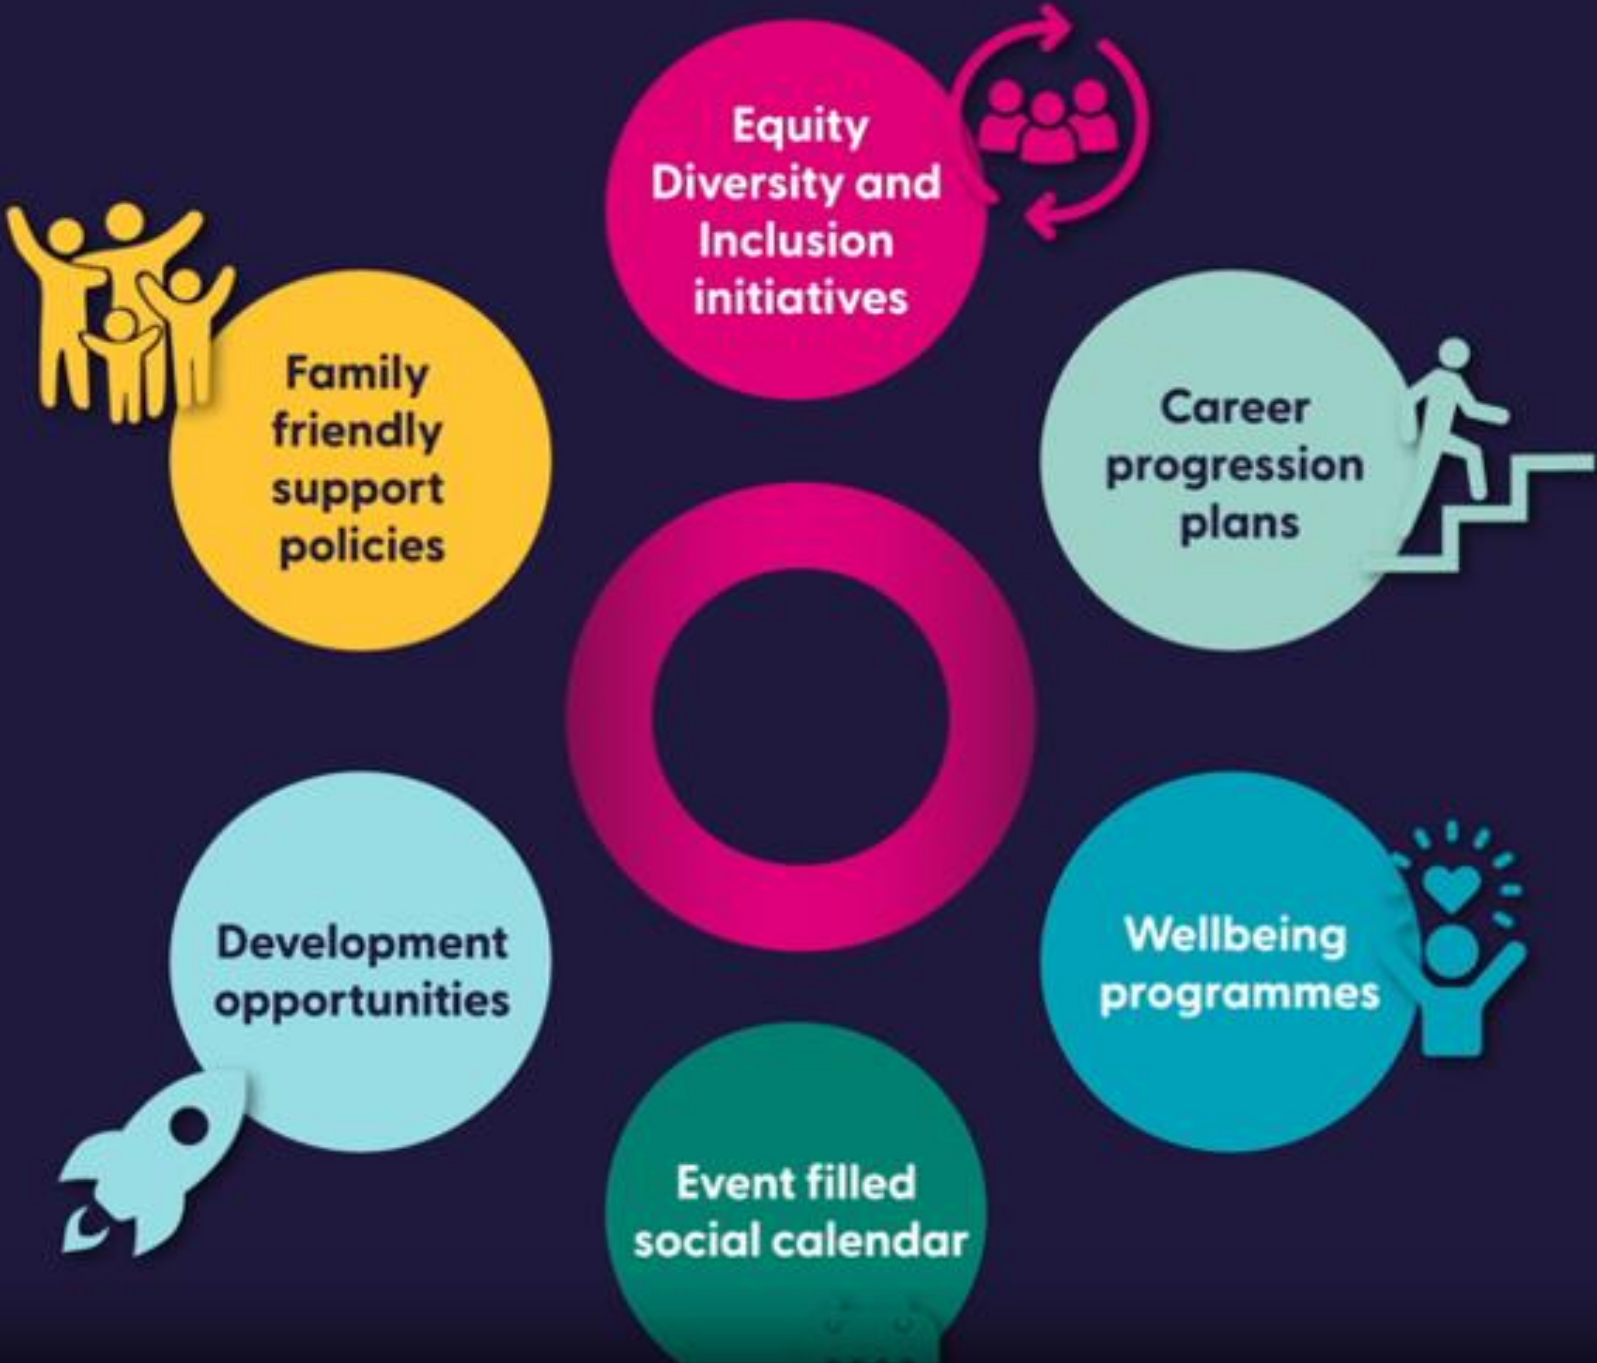 Equity
Diversity and
Inclusion
initiatives
Family
friendly
support
policies
Career
progression
plans
Development
opportunities
Wellbeing
programmes
Event filled
social calendar